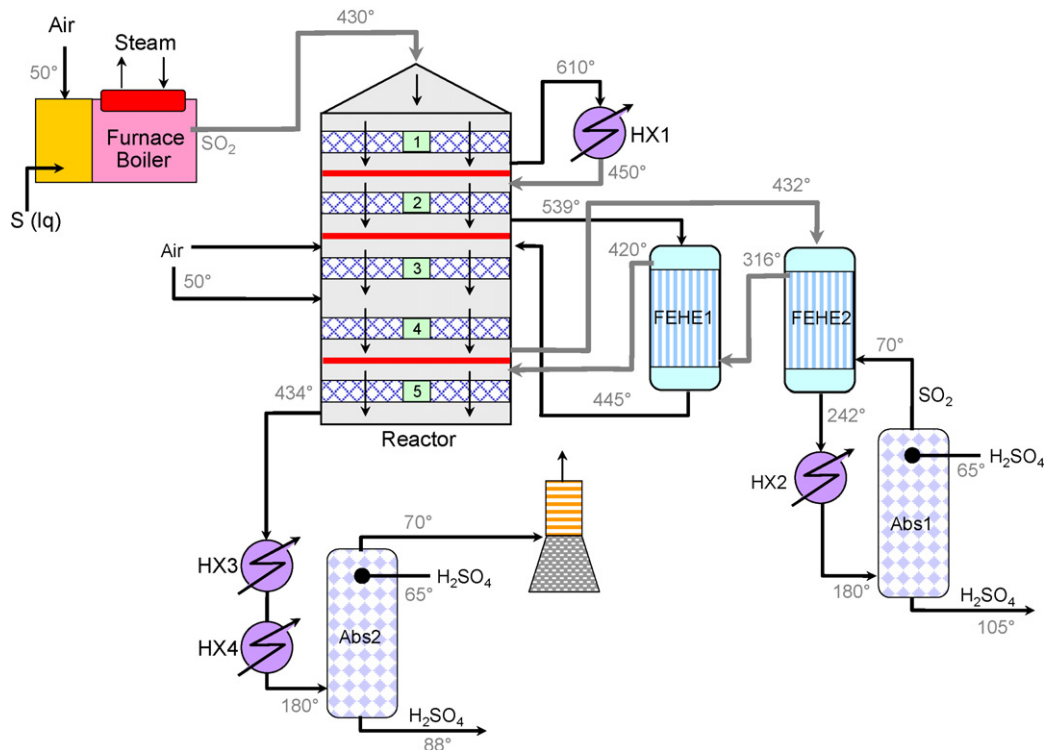 Air
Steam
50°
430°
Furnace
Boiler
SO2
S (lq)
610°
HX1
450°
1
2
3
4
5
Air
50°
539°
432°
420°
316°
FEHE1
FEHE2
70°
445°
SO2
242°
434°
Reactor
HX2
H2SO4
65°
Abs1
180°
H2SO4
105°
70°
HX3
H2SO4
65°
HX4
Abs2
180°
H2SO4
88°